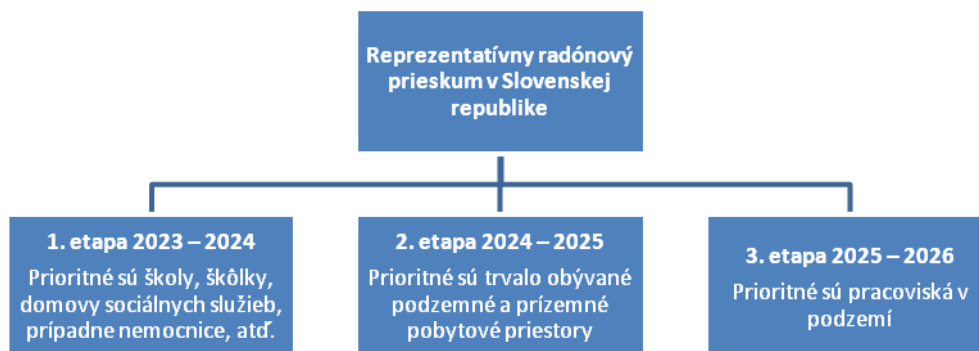 Reprezentatívny radónový
prieskum v Slovenskej
republike
1. etapa 2023 – 2024
Prioritné sú školy, škôlky,
domovy sociálnych služieb,
prípadne nemocnice, atď.
2. etapa 2024 – 2025
Prioritné sú trvalo obývané
podzemné a prízemné
pobytové priestory
3. etapa 2025 – 2026
Prioritné sú pracoviská v
podzemí